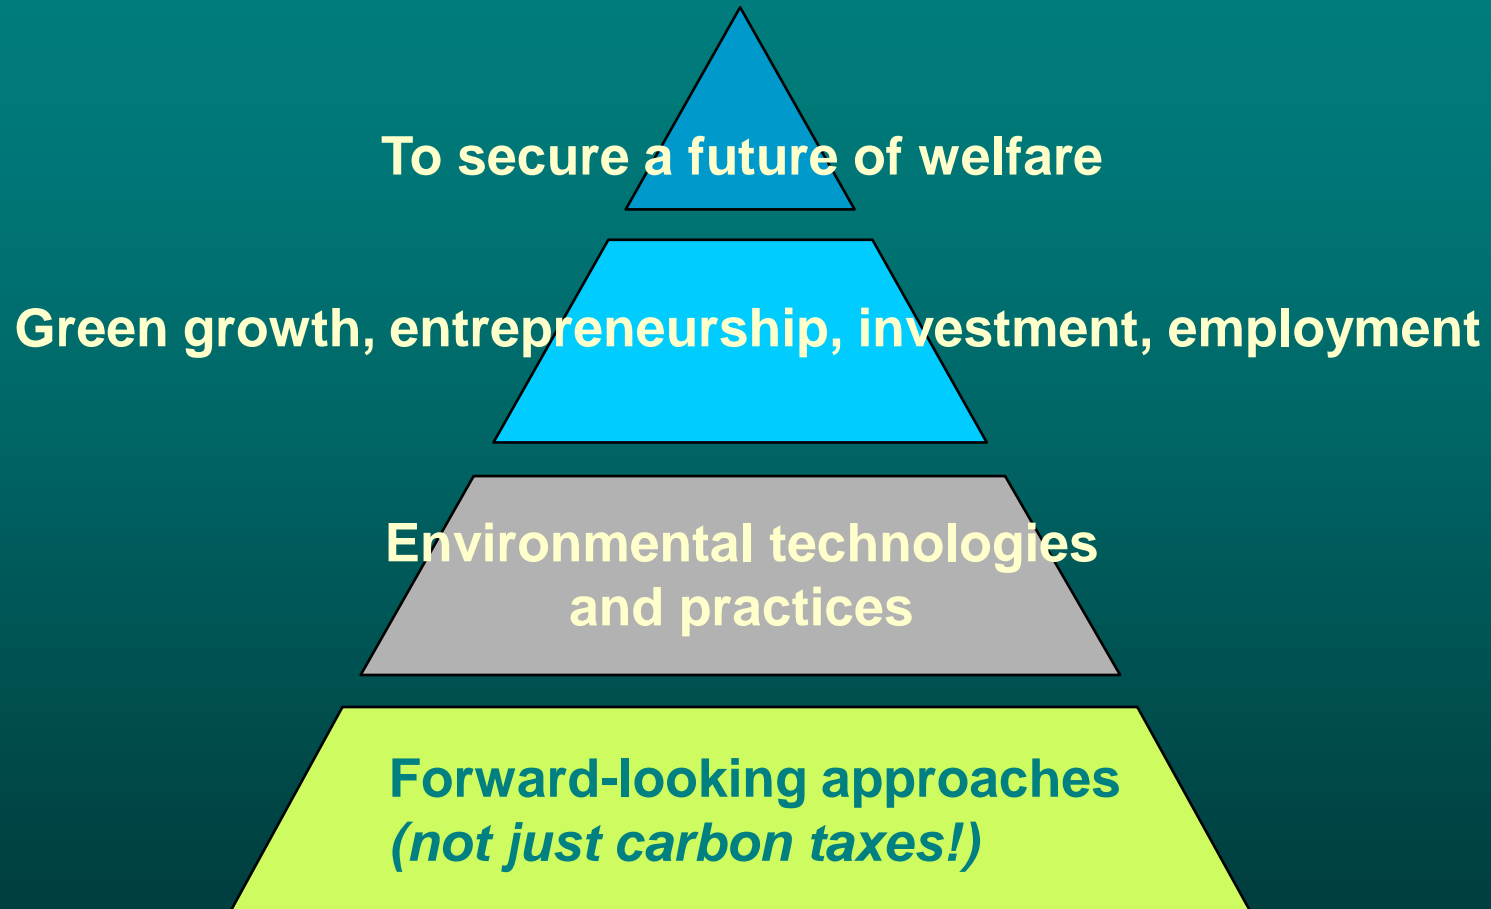 To secure a future of welfare
Green growth, entrepreneurship, investment, employment
Environmental technologies
and practices
Forward-looking approaches
(not just carbon taxes!)